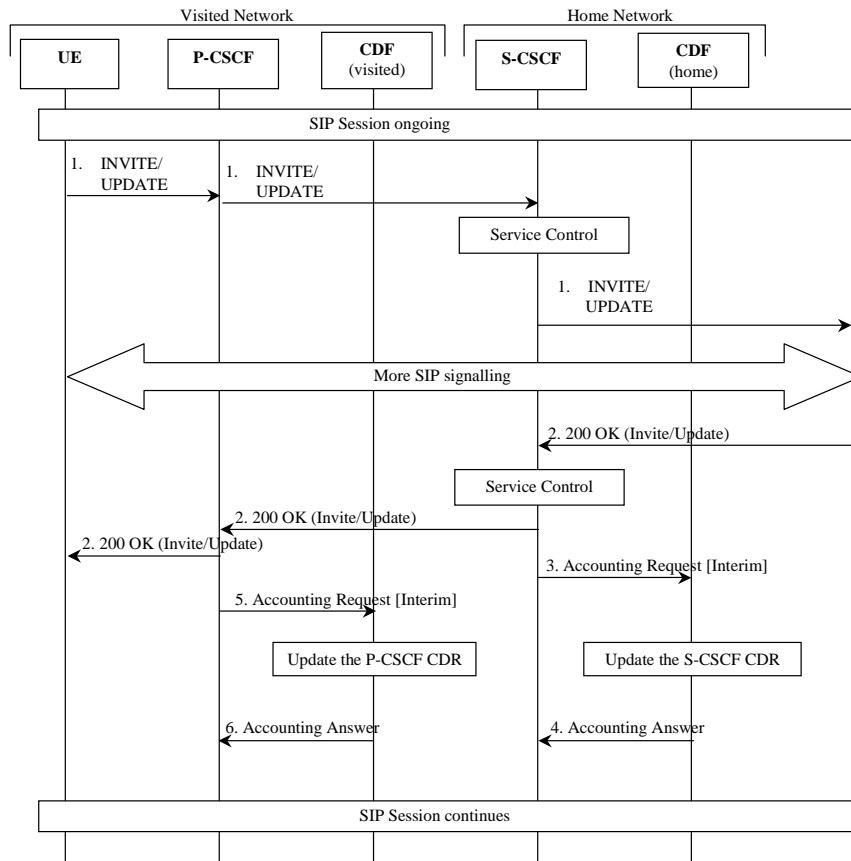 Visited Network
Home Network
UE
P-CSCF
CDF
(visited)
S-CSCF
CDF
(home)
SIP Session ongoing
1. INVITE/
UPDATE
1. INVITE/
UPDATE
Service Control
1. INVITE/
UPDATE
More SIP signalling
2. 200 OK (Invite/Update)
Service Control
2. 200 OK (Invite/Update)
2. 200 OK (Invite/Update)
3. Accounting Request [Interim]
5. Accounting Request [Interim]
Update the P-CSCF CDR
Update the S-CSCF CDR
6. Accounting Answer
4. Accounting Answer
SIP Session continues